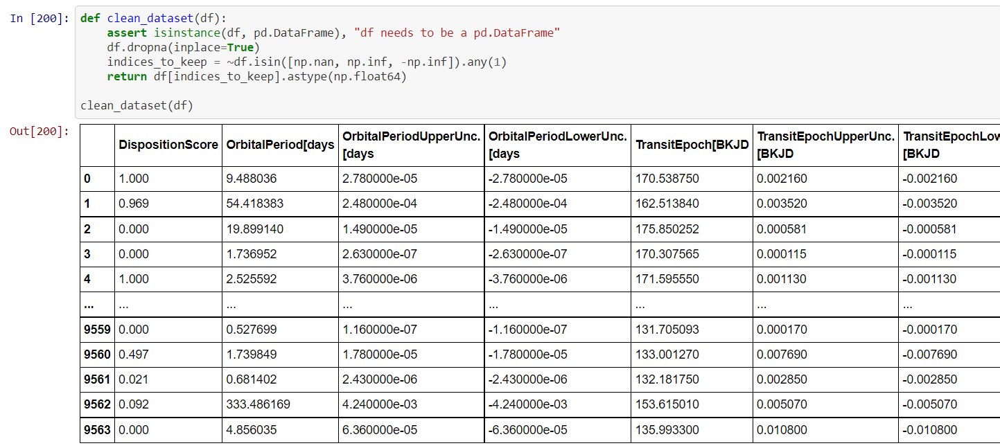 In [200]: def clean_dataset(df):
assert isinstance(df, pd.DataFrame), "df needs to be a pd.DataFrame"
df.dropna(inplace=True)
indices_to_keep = ~df.isin([np.nan, np.inf, -np.inf]).any(1)
return df[indices_to_keep].astype(np.float64)
clean_dataset(df)
Out[200]:
DispositionScore OrbitalPeriod[days OrbitalPeriodUpperUnc.[days OrbitalPeriodLowerUnc.[days TransitEpoch[BKJD TransitEpochUpperUnc.[BKJD TransitEpochLow [BKJD
0 1.000 9.488036 2.780000e-05 -2.780000e-05 170.538750 0.002160 -0.002160
1 0.969 54.418383 2.480000e-04 -2.480000e-04 162.513840 0.003520 -0.003520
2 0.000 19.899140 1.490000e-05 -1.490000e-05 175.850252 0.000581 -0.000581
3 0.000 1.736952 2.630000e-07 -2.630000e-07 170.307565 0.000115 -0.000115
4 1.000 2.525592 3.760000e-06 -3.760000e-06 171.595550 0.001130 -0.001130
... ... ... ... ... ... ... ...
9559 0.000 0.527699 1.160000e-07 -1.160000e-07 131.705093 0.000170 -0.000170
9560 0.497 1.739849 1.780000e-05 -1.780000e-05 133.001270 0.007690 -0.007690
9561 0.021 0.681402 2.430000e-06 -2.430000e-06 132.181750 0.002850 -0.002850
9562 0.092 333.486169 4.240000e-03 -4.240000e-03 153.615010 0.005070 -0.005070
9563 0.000 4.856035 6.360000e-05 -6.360000e-05 135.993300 0.010800 -0.010800